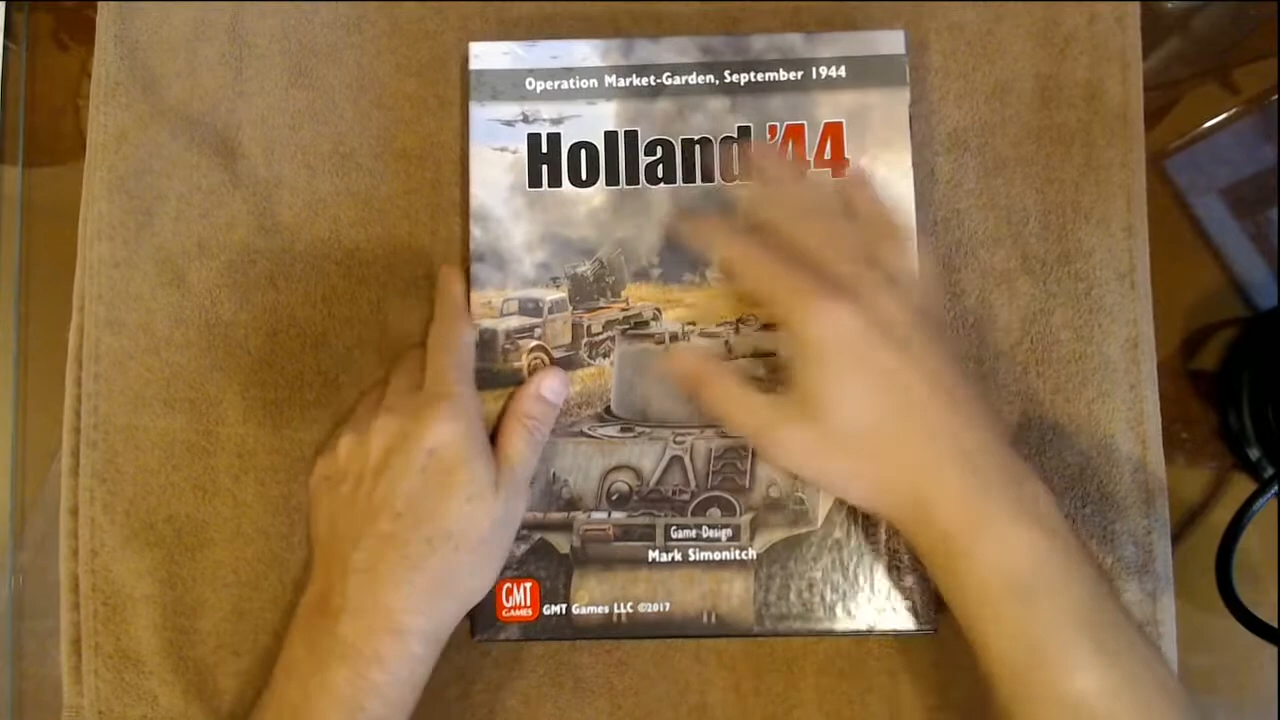 Operation Market-Garden, September 1944
Holland '44
Game Design
Mark Simonitch
GMT
GAMES
GMT Games LLC ©2017